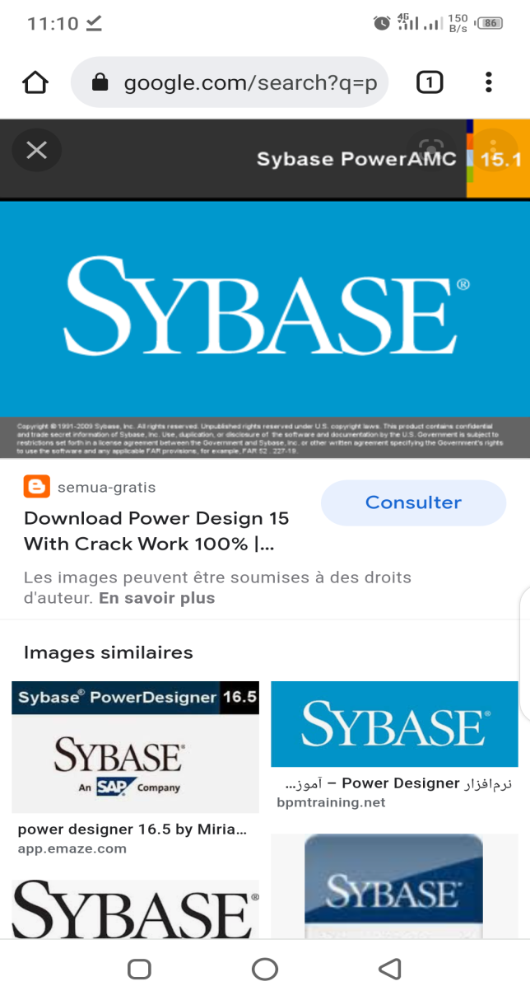 11:10
4G
150
B/s
86
google.com/search?q=p
1
Sybase PowerAMC
15.1
SYBASE®
Copyright © 1991-2009 Sybase, Inc. All rights reserved. Unpublished rights reserved under U.S. copyright laws. This product contains confidential
and trade secret information of Sybase, Inc. Use, duplication, or disclosure of the software and documentation by the U.S. Government is subject to
restrictions set forth in a license agreement between the Government and Sybase, Inc. or other written agreement specifying the Government's rights
to use the software and any applicable FAR provisions, for example, FAR 52. 227-19.
semua-gratis
Consulter
Download Power Design 15
With Crack Work 100% |...
Les images peuvent être soumises à des droits
d'auteur. En savoir plus
Images similaires
Sybase® PowerDesigner 16.5
SYBASE®
An SAP Company
power designer 16.5 by Miria...
app.emaze.com
SYBASE®
نرم‌افزار Power Designer – آموز...
bpmtraining.net
SYBASE®
SYBASE